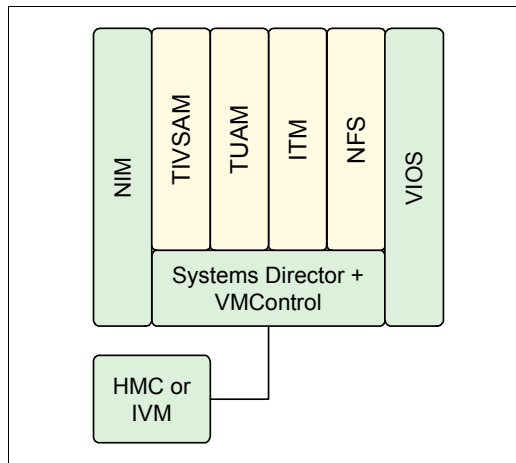 NIM
TIVSAM
TUAM
ITM
NFS
VIOS
Systems Director +
VMControl
HMC or
IVM